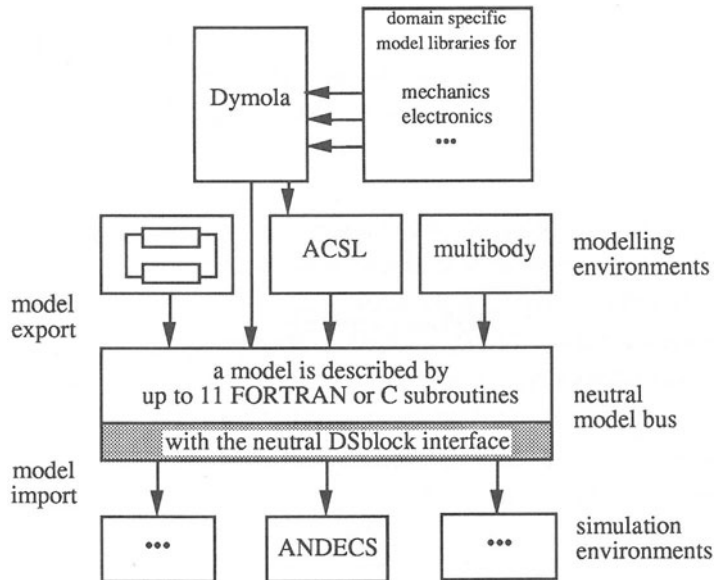 domain specific
model libraries for
Dymola
mechanics
electronics
•••
ACSL
multibody
modelling
environments
model
export
a model is described by
up to 11 FORTRAN or C subroutines
neutral
model bus
with the neutral DSblock interface
model
import
•••
ANDECS
•••
simulation
environments